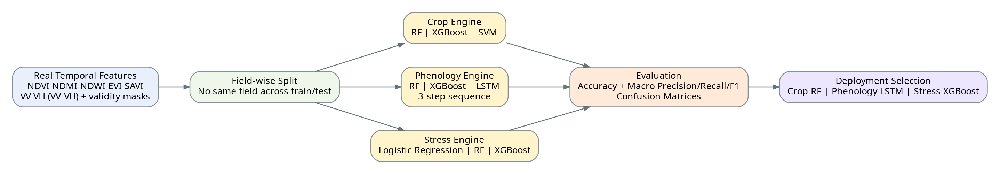 Real Temporal Features
NDVI NDMI NDWI EVI SAVI
VV VH (VV-VH) + validity masks
Field-wise Split
No same field across train/test
Crop Engine
RF | XGBoost | SVM
Phenology Engine
RF | XGBoost | LSTM
3-step sequence
Stress Engine
Logistic Regression | RF | XGBoost
Evaluation
Accuracy + Macro Precision/Recall/F1
Confusion Matrices
Deployment Selection
Crop RF | Phenology LSTM | Stress XGBoost